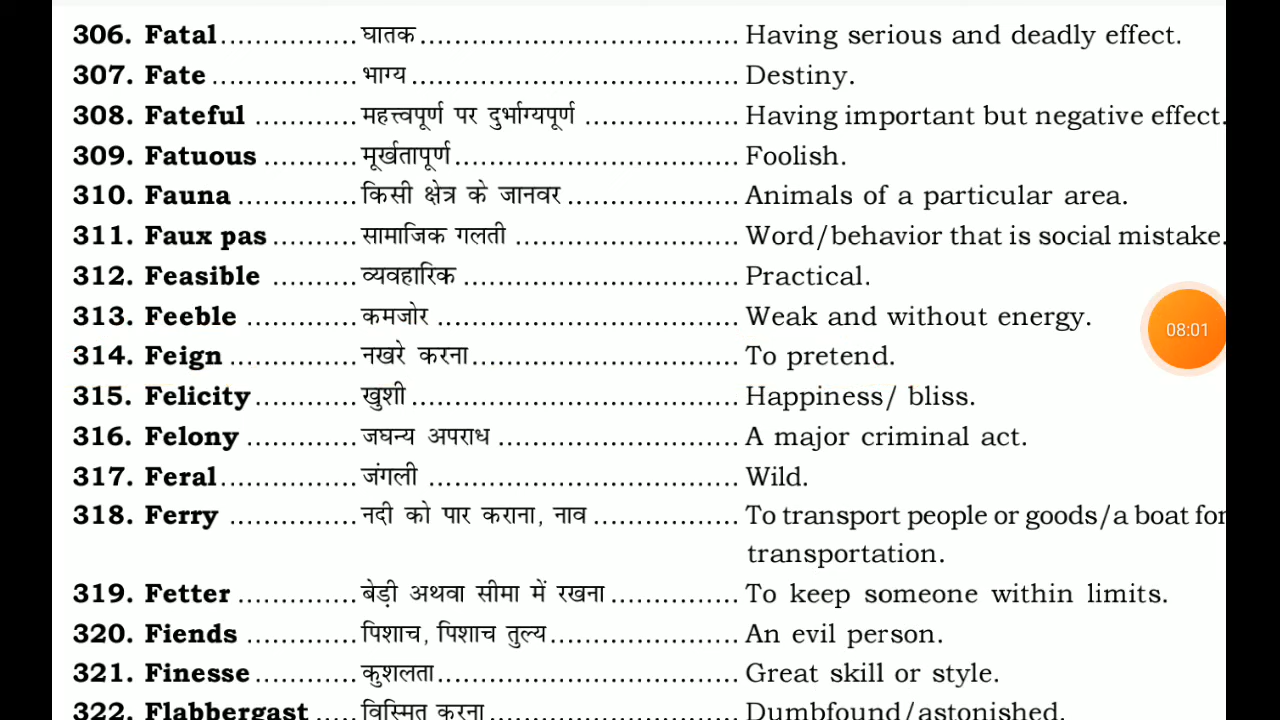 306. Fatal................घातक..................................... Having serious and deadly effect.
307. Fate .................भाग्य...................................... Destiny.
308. Fateful ............महत्त्वपूर्ण पर दुर्भाग्यपूर्ण .................. Having important but negative effect.
309. Fatuous ...........मूर्खतापूर्ण................................. Foolish.
310. Fauna ..............किसी क्षेत्र के जानवर.................... Animals of a particular area.
311. Faux pas ..........सामाजिक गलती .......................... Word/behavior that is social mistake.
312. Feasible ..........व्यवहारिक ................................ Practical.
313. Feeble .............कमजोर ................................... Weak and without energy.
314. Feign ...............नखरे करना............................... To pretend.
315. Felicity............खुशी ...................................... Happiness/ bliss.
316. Felony .............जघन्य अपराध ............................ A major criminal act.
317. Feral................जंगली .................................... Wild.
318. Ferry ...............नदी को पार कराना, नाव ................. To transport people or goods/a boat for
transportation.
319. Fetter ..............बेड़ी अथवा सीमा में रखना ............... To keep someone within limits.
320. Fiends .............पिशाच, पिशाच तुल्य...................... An evil person.
321. Finesse ............कुशलता................................... Great skill or style.
322. Flabbergast .....विस्मित करना............................. Dumbfound/astonished.
08:01